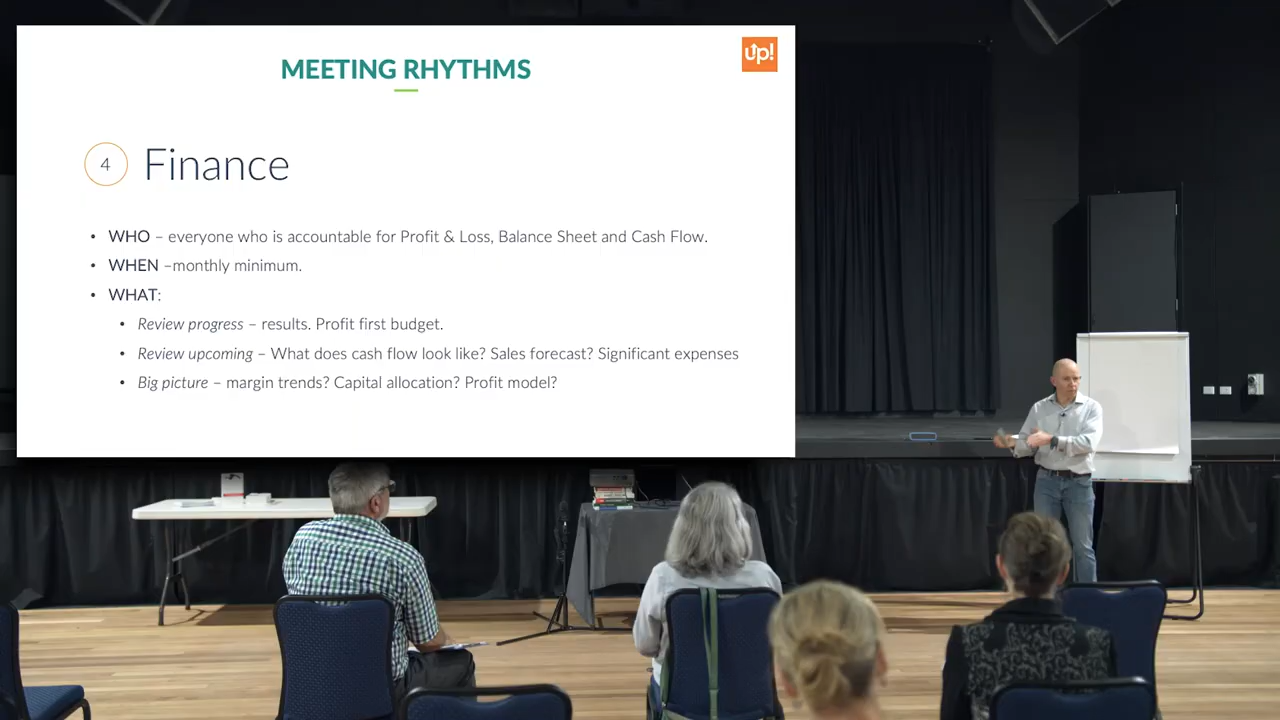 MEETING RHYTHMS
up!
4 Finance
• WHO – everyone who is accountable for Profit & Loss, Balance Sheet and Cash Flow.
• WHEN –monthly minimum.
• WHAT:
• Review progress – results. Profit first budget.
• Review upcoming – What does cash flow look like? Sales forecast? Significant expenses
• Big picture – margin trends? Capital allocation? Profit model?